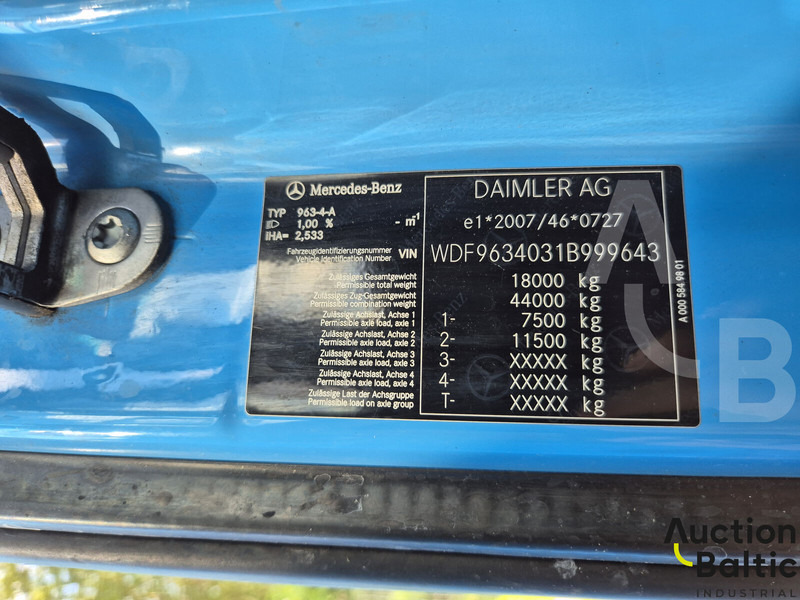 Mercedes-Benz
TYP 963-4-A
1,00 % - m⁻¹
IHA= 2,533
Fahrzeugidentifizierungsnummer
Vehicle Identification Number VIN
Zulässiges Gesamtgewicht
Permissible total weight
Zulässiges Zug-Gesamtgewicht
Permissible combination weight
Zulässige Achslast, Achse 1
Permissible axle load, axle 1
Zulässige Achslast, Achse 2
Permissible axle load, axle 2
Zulässige Achslast, Achse 3
Permissible axle load, axle 3
Zulässige Achslast, Achse 4
Permissible axle load, axle 4
Zulässige Last der Achsgruppe
Permissible load on axle group
DAIMLER AG
e1*2007/46*0727
WDF9634031B999643
18000 kg
44000 kg
1- 7500 kg
2- 11500 kg
3- XXXXX kg
4- XXXXX kg
T- XXXXX kg
A 000 584 98 01
AB
Auction
Baltic
INDUSTRIAL